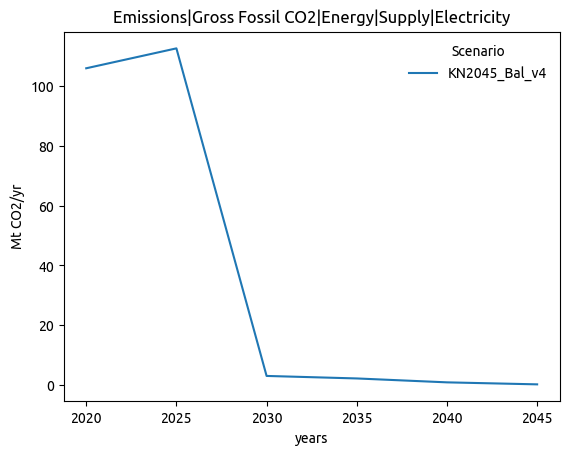 Emissions|Gross Fossil CO2|Energy|Supply|Electricity
Scenario
KN2045_Bal_v4
Mt CO2/yr
100
80
60
40
20
0
2020 2025 2030 2035 2040 2045
years